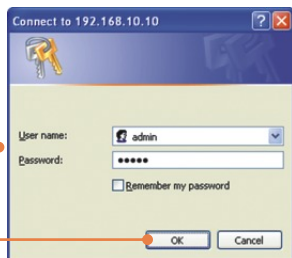 Connect to 192.168.10.10
User name:
admin
Password:
•••••
Remember my password
OK
Cancel